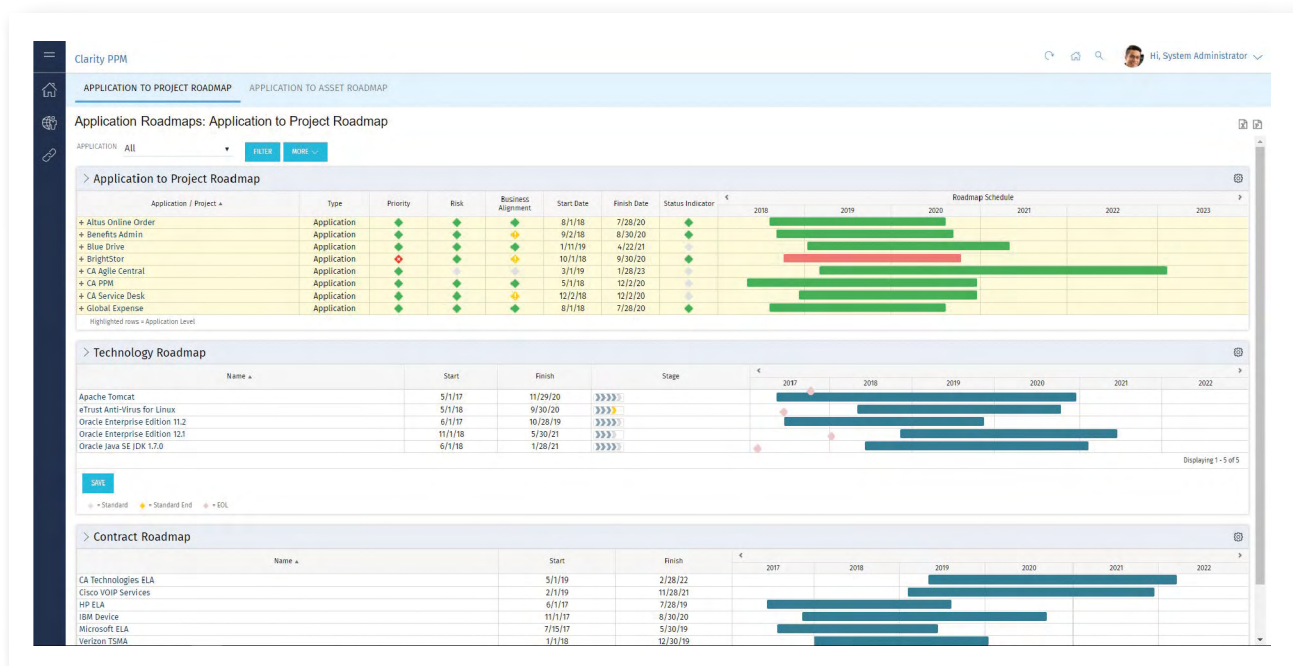 Clarity PPM
Hi, System Administrator
APPLICATION TO PROJECT ROADMAP APPLICATION TO ASSET ROADMAP
Application Roadmaps: Application to Project Roadmap
APPLICATION All FILTER MORE
Application to Project Roadmap
Application / Project Type Priority Risk Business Alignment Start Date Finish Date Status Indicator Roadmap Schedule
2018 2019 2020 2021 2022 2023
+ Altus Online Order Application 8/1/18 7/28/20
+ Benefits Admin Application 9/2/18 8/30/20
+ Blue Drive Application 1/11/19 4/22/21
+ BrightStor Application 10/1/18 9/30/20
+ CA Agile Central Application 3/1/19 1/28/23
+ CA PPM Application 5/1/18 12/2/20
+ CA Service Desk Application 12/2/18 12/2/20
+ Global Expense Application 8/1/18 7/28/20
Highlighted rows = Application Level
Technology Roadmap
Name Start Finish Stage
2017 2018 2019 2020 2021 2022
Apache Tomcat 5/1/17 11/29/20
eTrust Anti-Virus for Linux 5/1/18 9/30/20
Oracle Enterprise Edition 11.2 6/1/17 10/28/19
Oracle Enterprise Edition 12.1 11/1/18 5/30/21
Oracle Java SE JDK 1.7.0 6/1/18 1/28/21
Displaying 1 - 5 of 5
SAVE
= Standard = Standard End = EOL
Contract Roadmap
Name Start Finish
2017 2018 2019 2020 2021 2022
CA Technologies ELA 5/1/19 2/28/22
Cisco VOIP Services 2/1/19 11/28/21
HP ELA 6/1/17 7/28/19
IBM Device 11/1/17 8/30/20
Microsoft ELA 7/15/17 5/30/19
Verizon TSMA 1/1/18 12/30/19